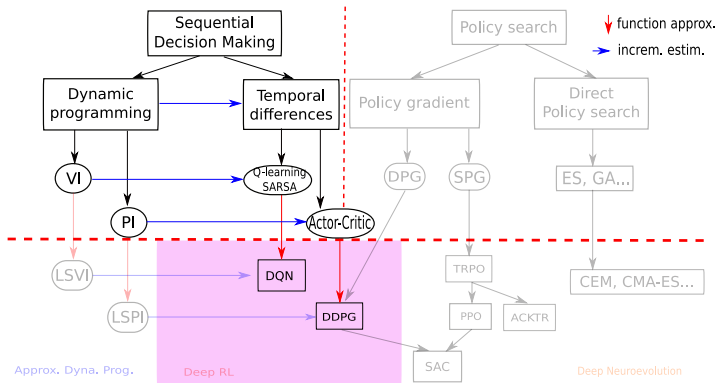 Sequential
Decision Making
Policy search
function approx.
increm. estim.
Dynamic
programming
Temporal
differences
Policy gradient
Direct
Policy search
VI
Q-learning
SARSA
DPG
SPG
ES, GA...
PI
Actor-Critic
LSVI
DQN
TRPO
CEM, CMA-ES...
LSPI
DDPG
PPO
ACKTR
SAC
Approx. Dyna. Prog.
Deep RL
Deep Neuroevolution